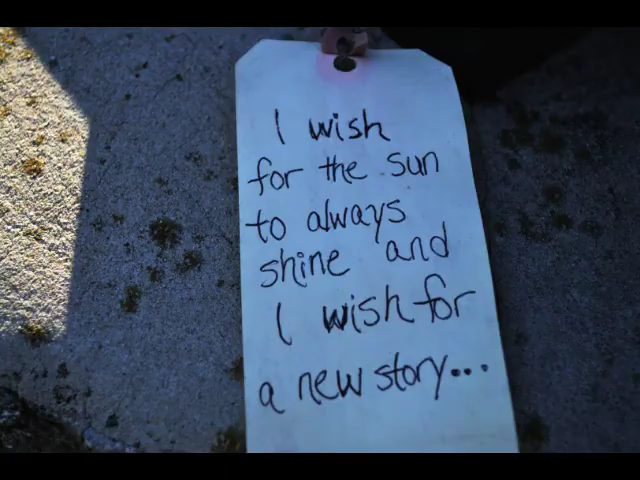 I wish
for the sun
to always
shine and
I wish for
a new story...